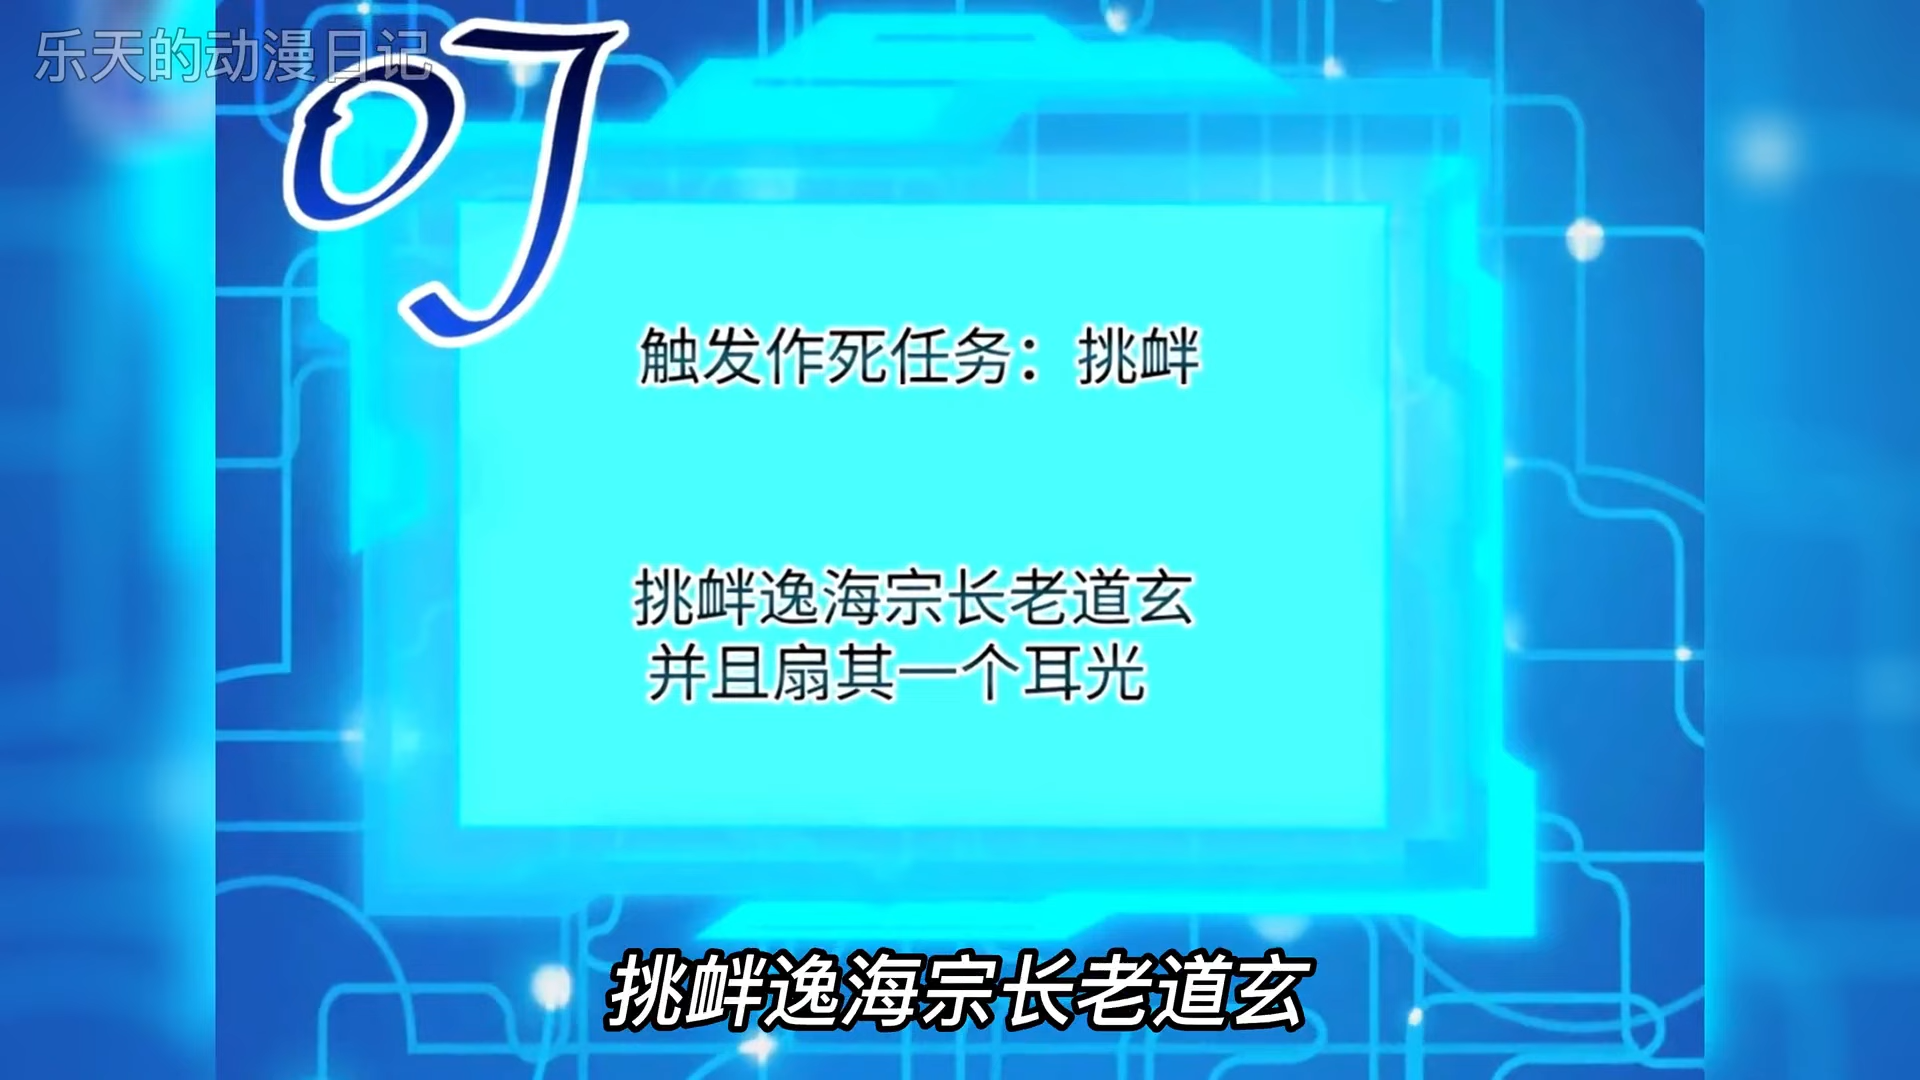 乐天的动漫日记
叮
触发作死任务：挑衅
挑衅逸海宗长老道玄
并且扇其一个耳光
挑衅逸海宗长老道玄